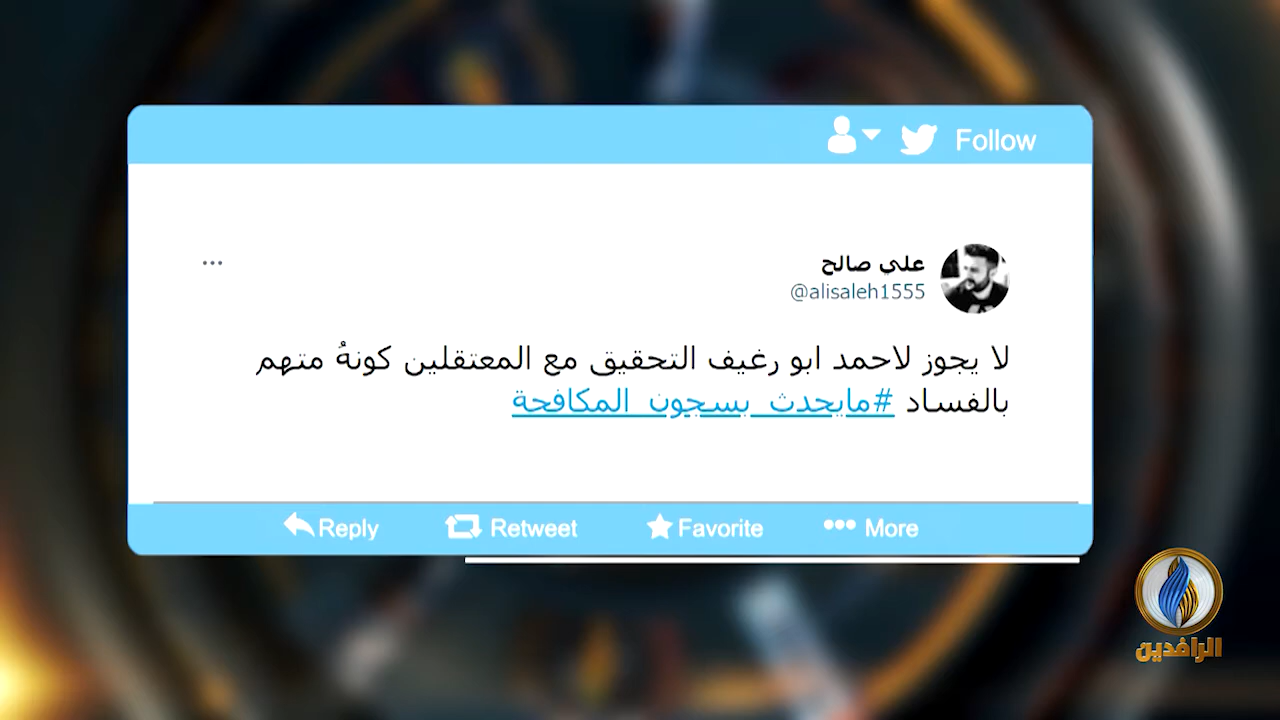 Follow
علي صالح
@alisaleh1555
...
لا يجوز لاحمد ابو رغيف التحقيق مع المعتقلين كونهُ متهم
بالفساد #مايحدث_بسجون_المكافحة
Reply Retweet Favorite ••• More
الرافدين